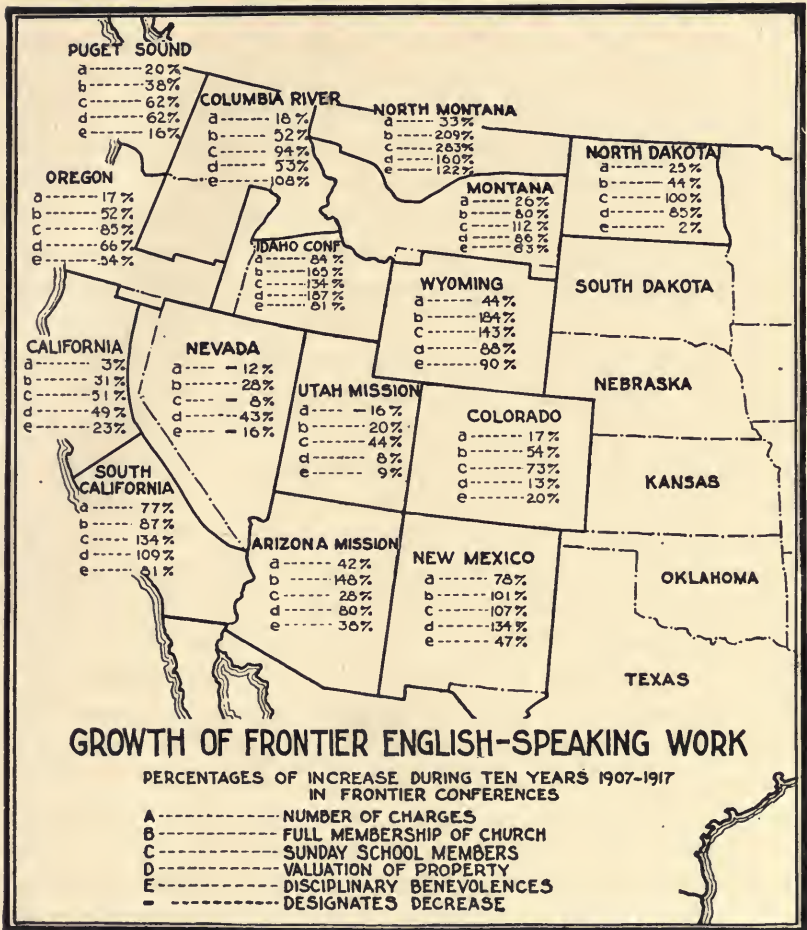 PUGET SOUND
a ------- 20%
b ------- 38%
c ------- 62%
d ------- 62%
e ------- 16%
COLUMBIA RIVER
a ------- 18%
b ------- 52%
c ------- 94%
d ------- 53%
e ------- 108%
NORTH MONTANA
a ------- 33%
b ------- 209%
c ------- 283%
d ------- 160%
e ------- 122%
NORTH DAKOTA
a ------- 25%
b ------- 44%
c ------- 100%
d ------- 85%
e ------- 2%
OREGON
a ------- 17%
b ------- 52%
c ------- 85%
d ------- 66%
e ------- 54%
MONTANA
a ------- 26%
b ------- 80%
c ------- 112%
d ------- 86%
e ------- 83%
IDAHO CONF
a ------- 84%
b ------- 165%
c ------- 134%
d ------- 187%
e ------- 81%
WYOMING
a ------- 44%
b ------- 184%
c ------- 143%
d ------- 88%
e ------- 90%
SOUTH DAKOTA
CALIFORNIA
a ------- 3%
b ------- 31%
c ------- 51%
d ------- 49%
e ------- 23%
NEVADA
a ----- - 12%
b ------- 28%
c ----- - 8%
d ------- 43%
e ----- - 16%
UTAH MISSION
a ----- - 16%
b ------- 20%
c ------- 44%
d ------- 8%
e ------- 9%
NEBRASKA
COLORADO
a ------- 17%
b ------- 54%
c ------- 73%
d ------- 13%
e ------- 20%
KANSAS
SOUTH
CALIFORNIA
a ------- 77%
b ------- 87%
c ------- 134%
d ------- 109%
e ------- 81%
ARIZONA MISSION
a ------- 42%
b ------- 148%
c ------- 28%
d ------- 80%
e ------- 38%
NEW MEXICO
a ------- 78%
b ------- 101%
c ------- 107%
d ------- 134%
e ------- 47%
OKLAHOMA
TEXAS
GROWTH OF FRONTIER ENGLISH-SPEAKING WORK
PERCENTAGES OF INCREASE DURING TEN YEARS 1907-1917
IN FRONTIER CONFERENCES
A ------------- NUMBER OF CHARGES
B ------------- FULL MEMBERSHIP OF CHURCH
C ------------- SUNDAY SCHOOL MEMBERS
D ------------- VALUATION OF PROPERTY
E ------------- DISCIPLINARY BENEVOLENCES
- ------------- DESIGNATES DECREASE